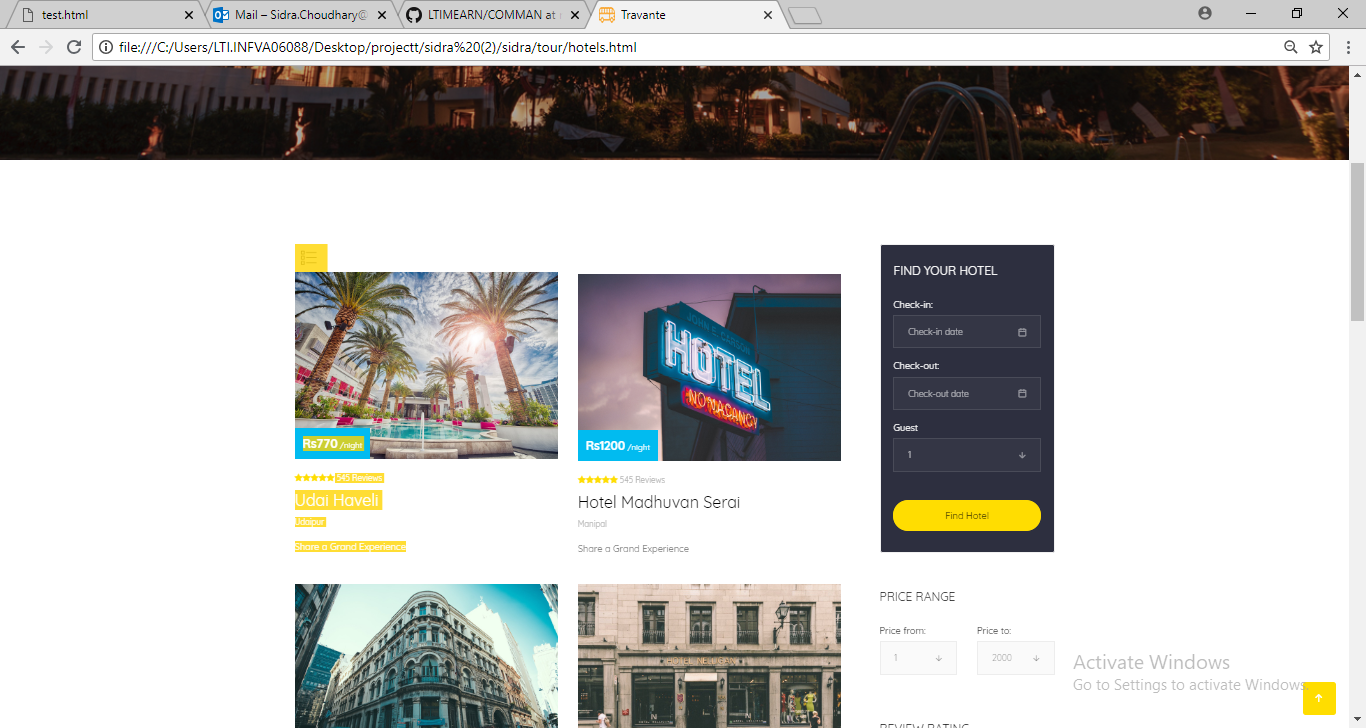 test.html
Mail – Sidra.Choudhary@
LTIMEARN/COMMAN at
Travante
file:///C:/Users/LTI.INFVA06088/Desktop/projectt/sidra%20(2)/sidra/tour/hotels.html
HOTEL
NO VACANCY
Rs770 /night
545 Reviews
Udai Haveli
Udaipur
Share a Grand Experience
Rs1200 /night
545 Reviews
Hotel Madhuvan Serai
Manipal
Share a Grand Experience
FIND YOUR HOTEL
Check-in:
Check-in date
Check-out:
Check-out date
Guest
1
Find Hotel
PRICE RANGE
Price from:
Price to:
1
2000
REVIEW RATING
HOTEL NELLIGAN
Activate Windows
Go to Settings to activate Windows.